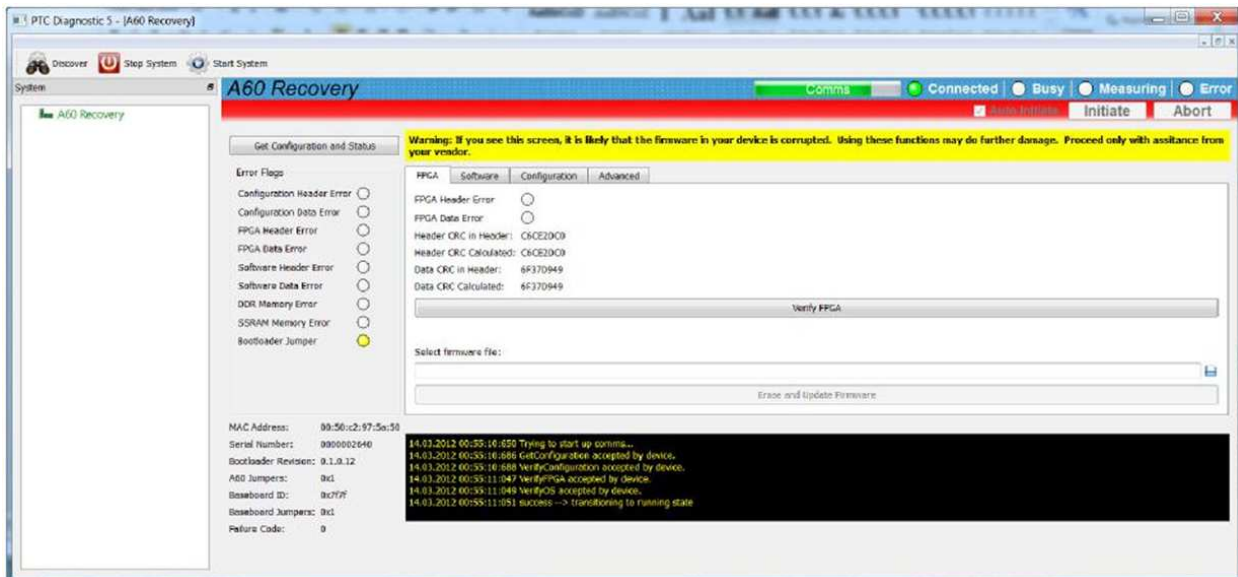 PTC Diagnostic 5 - [A60 Recovery]
Discover Stop System Start System
System
A60 Recovery
A60 Recovery
Comms Connected Busy Measuring Error
Auto Initiate Initiate Abort
Get Configuration and Status
Warning: If you see this screen, it is likely that the firmware in your device is corrupted. Using these functions may do further damage. Proceed only with assitance from
your vendor.
Error Flags
Configuration Header Error
Configuration Data Error
FPGA Header Error
FPGA Data Error
Software Header Error
Software Data Error
DDR Memory Error
SSRAM Memory Error
Bootloader Jumper
FPGA Software Configuration Advanced
FPGA Header Error
FPGA Data Error
Header CRC in Header: C6CE20C0
Header CRC Calculated: C6CE20C0
Data CRC in Header: 6F370949
Data CRC Calculated: 6F370949
Verify FPGA
Select firmware file:
Erase and Update Firmware
MAC Address: 00:50:c2:97:5a:50
Serial Number: 0000002640
Bootloader Revision: 0.1.0.12
A60 Jumpers: 0x1
Baseboard ID: 0x7f7f
Baseboard Jumpers: 0x1
Failure Code: 0
14.03.2012 00:55:10:650 Trying to start up comms...
14.03.2012 00:55:10:686 GetConfiguration accepted by device.
14.03.2012 00:55:10:688 VerifyConfiguration accepted by device.
14.03.2012 00:55:11:047 VerifyFPGA accepted by device.
14.03.2012 00:55:11:049 VerifyOS accepted by device.
14.03.2012 00:55:11:051 success --> transitioning to running state